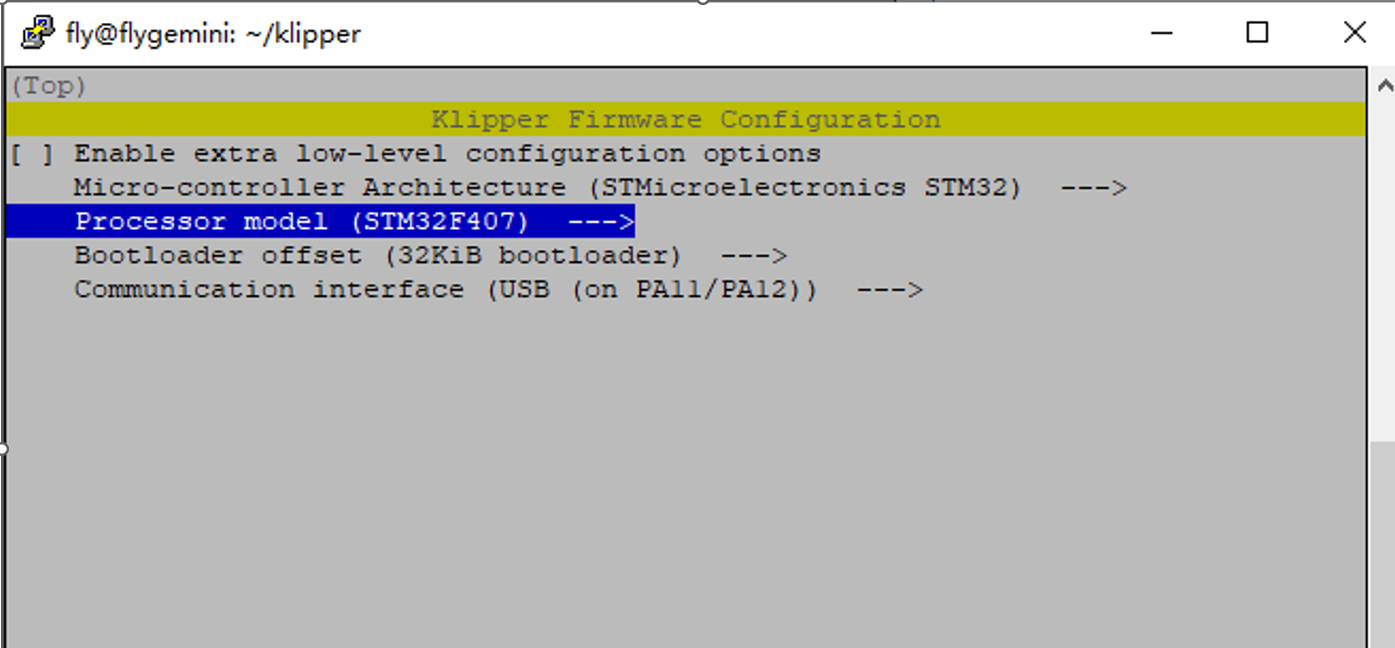 fly@flygemini: ~/klipper
(Top)
Klipper Firmware Configuration
[ ] Enable extra low-level configuration options
Micro-controller Architecture (STMicroelectronics STM32)  --->
Processor model (STM32F407)  --->
Bootloader offset (32KiB bootloader)  --->
Communication interface (USB (on PA11/PA12))  --->